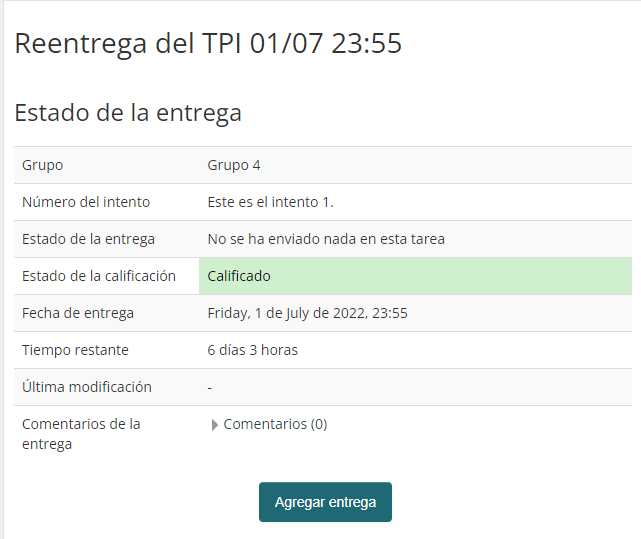 Reentrega del TPI 01/07 23:55
Estado de la entrega
Grupo Grupo 4
Número del intento Este es el intento 1.
Estado de la entrega No se ha enviado nada en esta tarea
Estado de la calificación Calificado
Fecha de entrega Friday, 1 de July de 2022, 23:55
Tiempo restante 6 días 3 horas
Última modificación -
Comentarios de la
entrega
Comentarios (0)
Agregar entrega